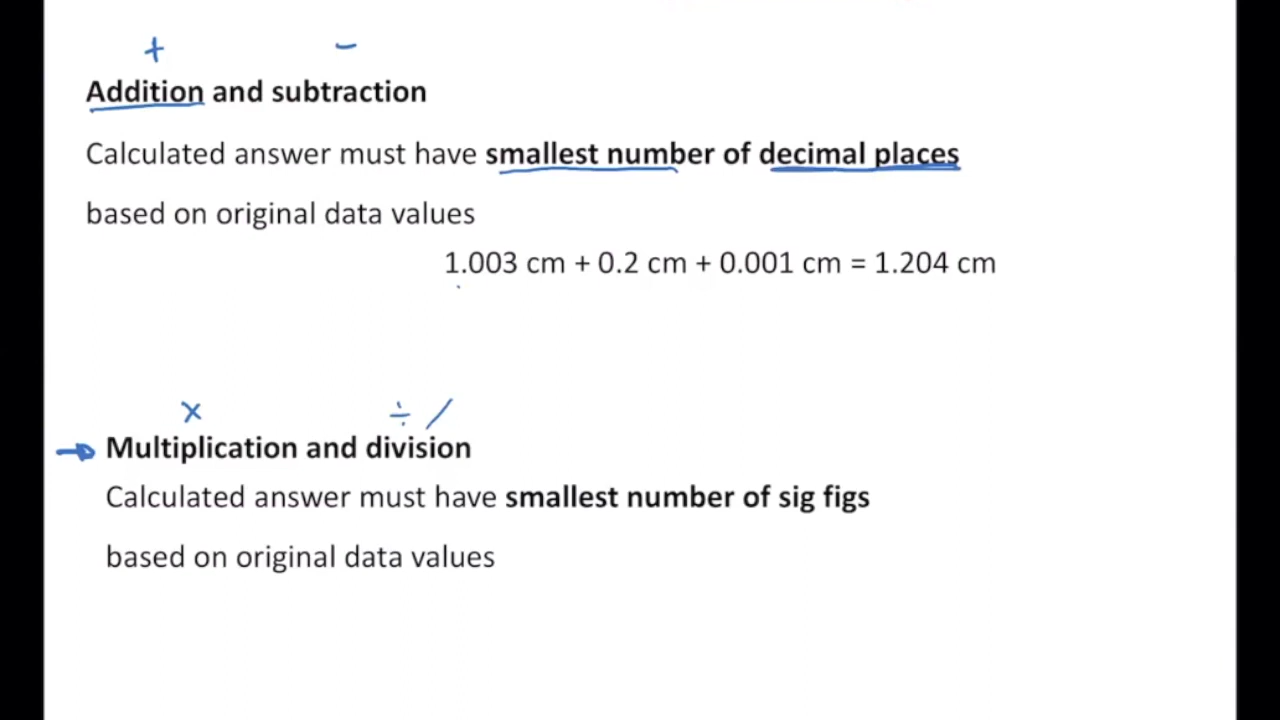 + −
Addition and subtraction
Calculated answer must have smallest number of decimal places
based on original data values
1.003 cm + 0.2 cm + 0.001 cm = 1.204 cm
× ÷ /
Multiplication and division
Calculated answer must have smallest number of sig figs
based on original data values